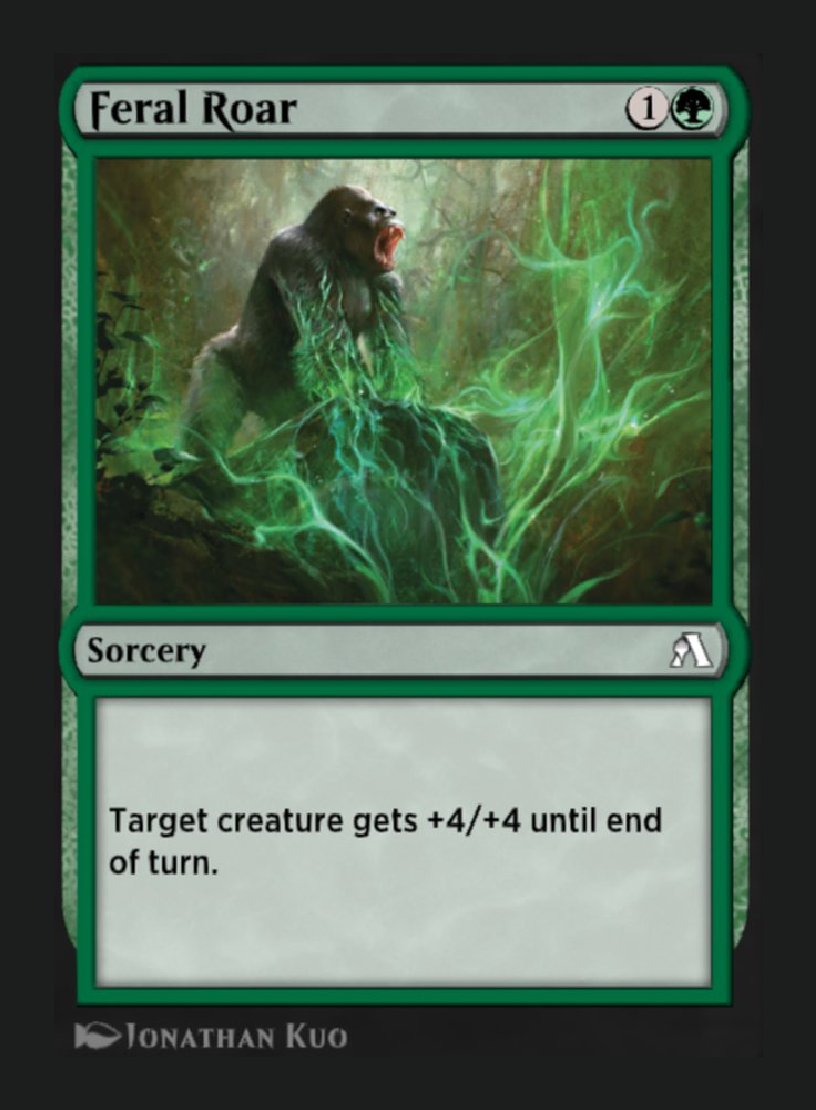 Feral Roar 1
Sorcery
Target creature gets +4/+4 until end
of turn.
Jonathan Kuo